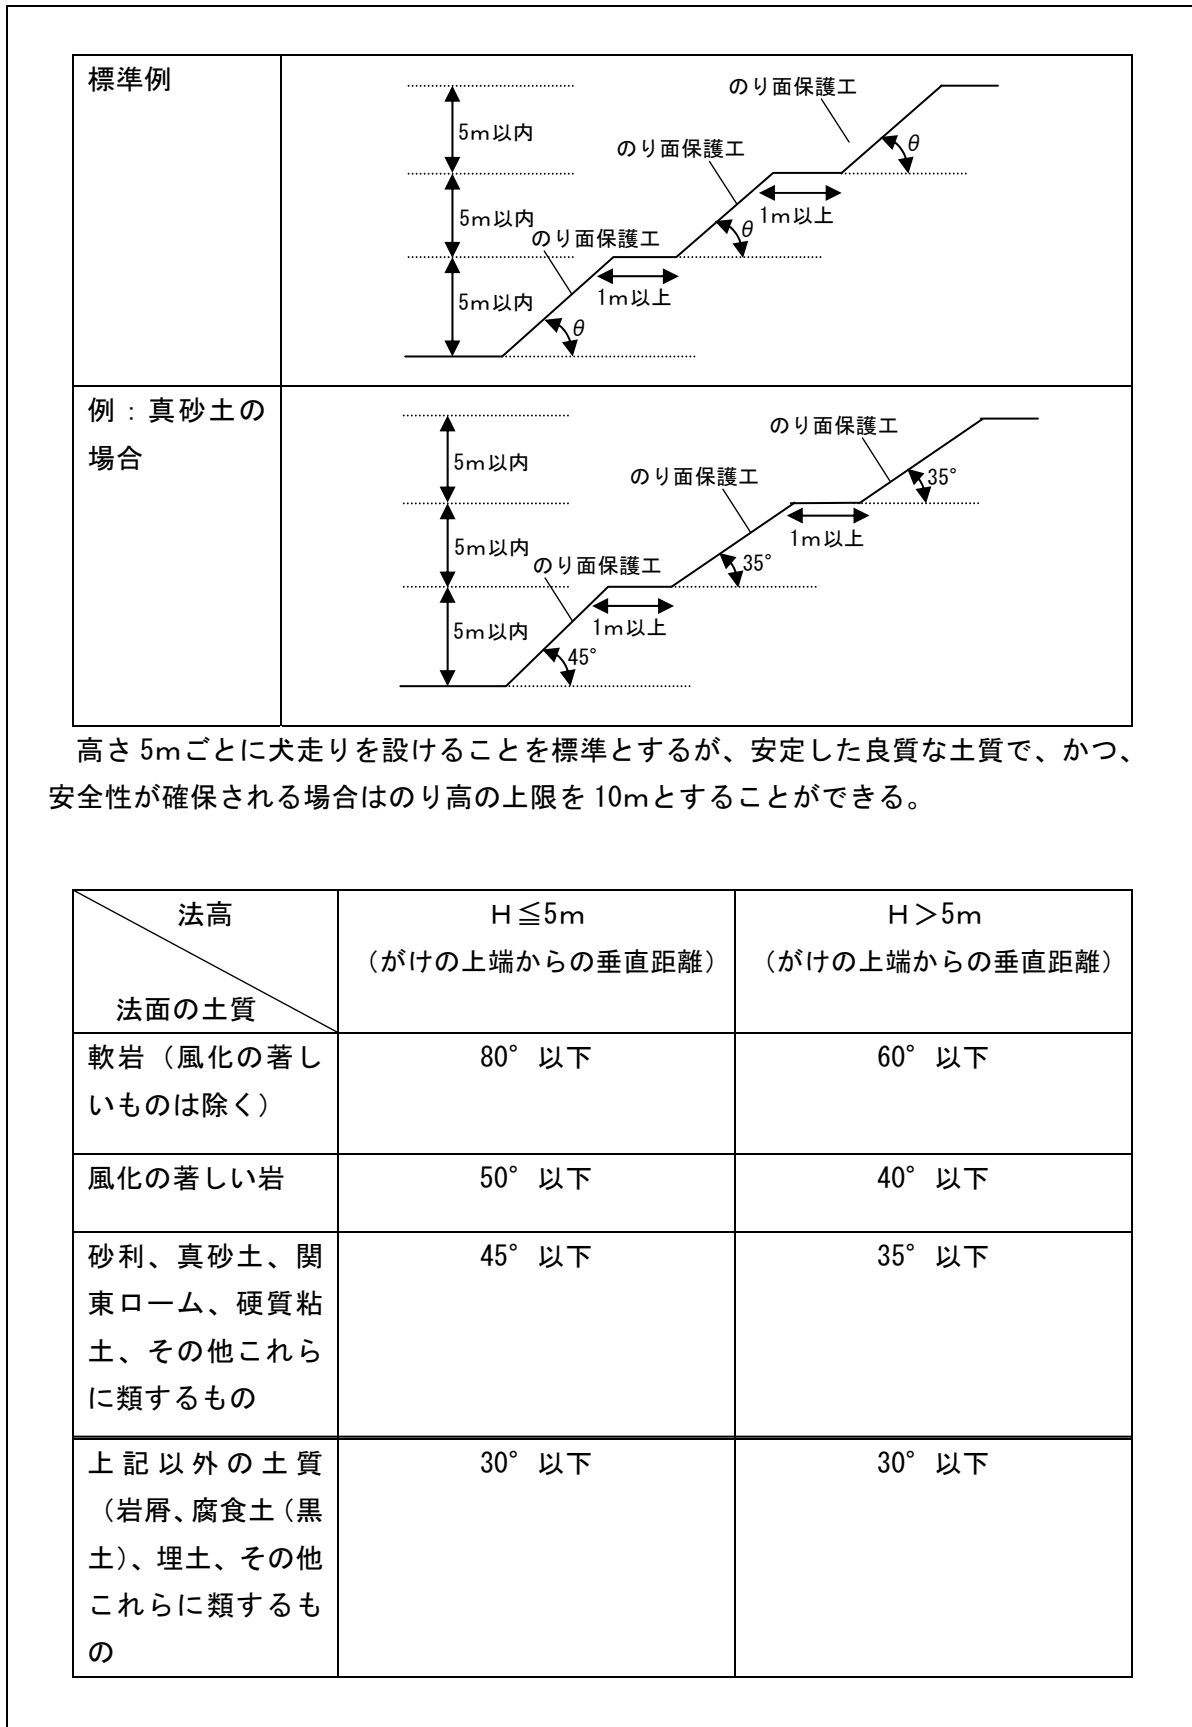 標準例
のり面保護工
5ｍ以内
のり面保護工
θ
5ｍ以内
1ｍ以上
のり面保護工
θ
5ｍ以内
1ｍ以上
θ
例：真砂土の
場合
のり面保護工
5ｍ以内
のり面保護工
35°
5ｍ以内
1ｍ以上
のり面保護工
35°
5ｍ以内
1ｍ以上
45°
高さ 5ｍごとに犬走りを設けることを標準とするが、安定した良質な土質で、かつ、
安全性が確保される場合はのり高の上限を 10ｍとすることができる。
法高
法面の土質
Ｈ≦5ｍ
（がけの上端からの垂直距離）
Ｈ＞5ｍ
（がけの上端からの垂直距離）
軟岩（風化の著し
いものは除く）
80°以下
60°以下
風化の著しい岩
50°以下
40°以下
砂利、真砂土、関
東ローム、硬質粘
土、その他これら
に類するもの
45°以下
35°以下
上記以外の土質
（岩屑、腐食土（黒
土）、埋土、その他
これらに類するも
の
30°以下
30°以下